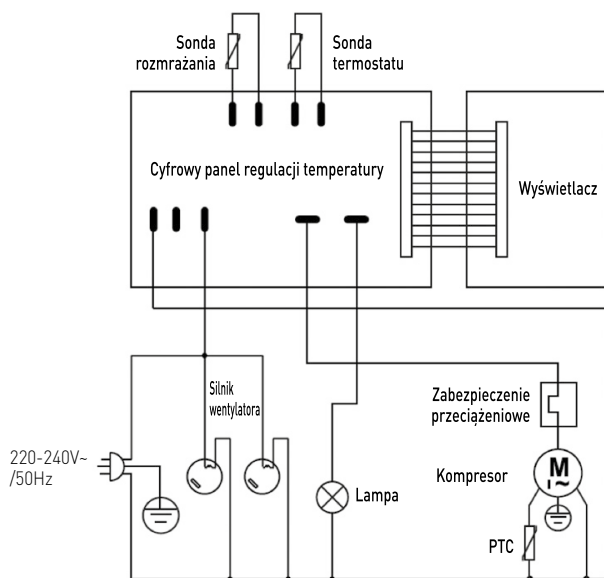 Sonda
rozmrażania
Sonda
termostatu
Cyfrowy panel regulacji temperatury
Wyświetlacz
Silnik
wentylatora
Zabezpieczenie
przeciążeniowe
220-240V~
/50Hz
Kompresor
M
~
Lampa
PTC